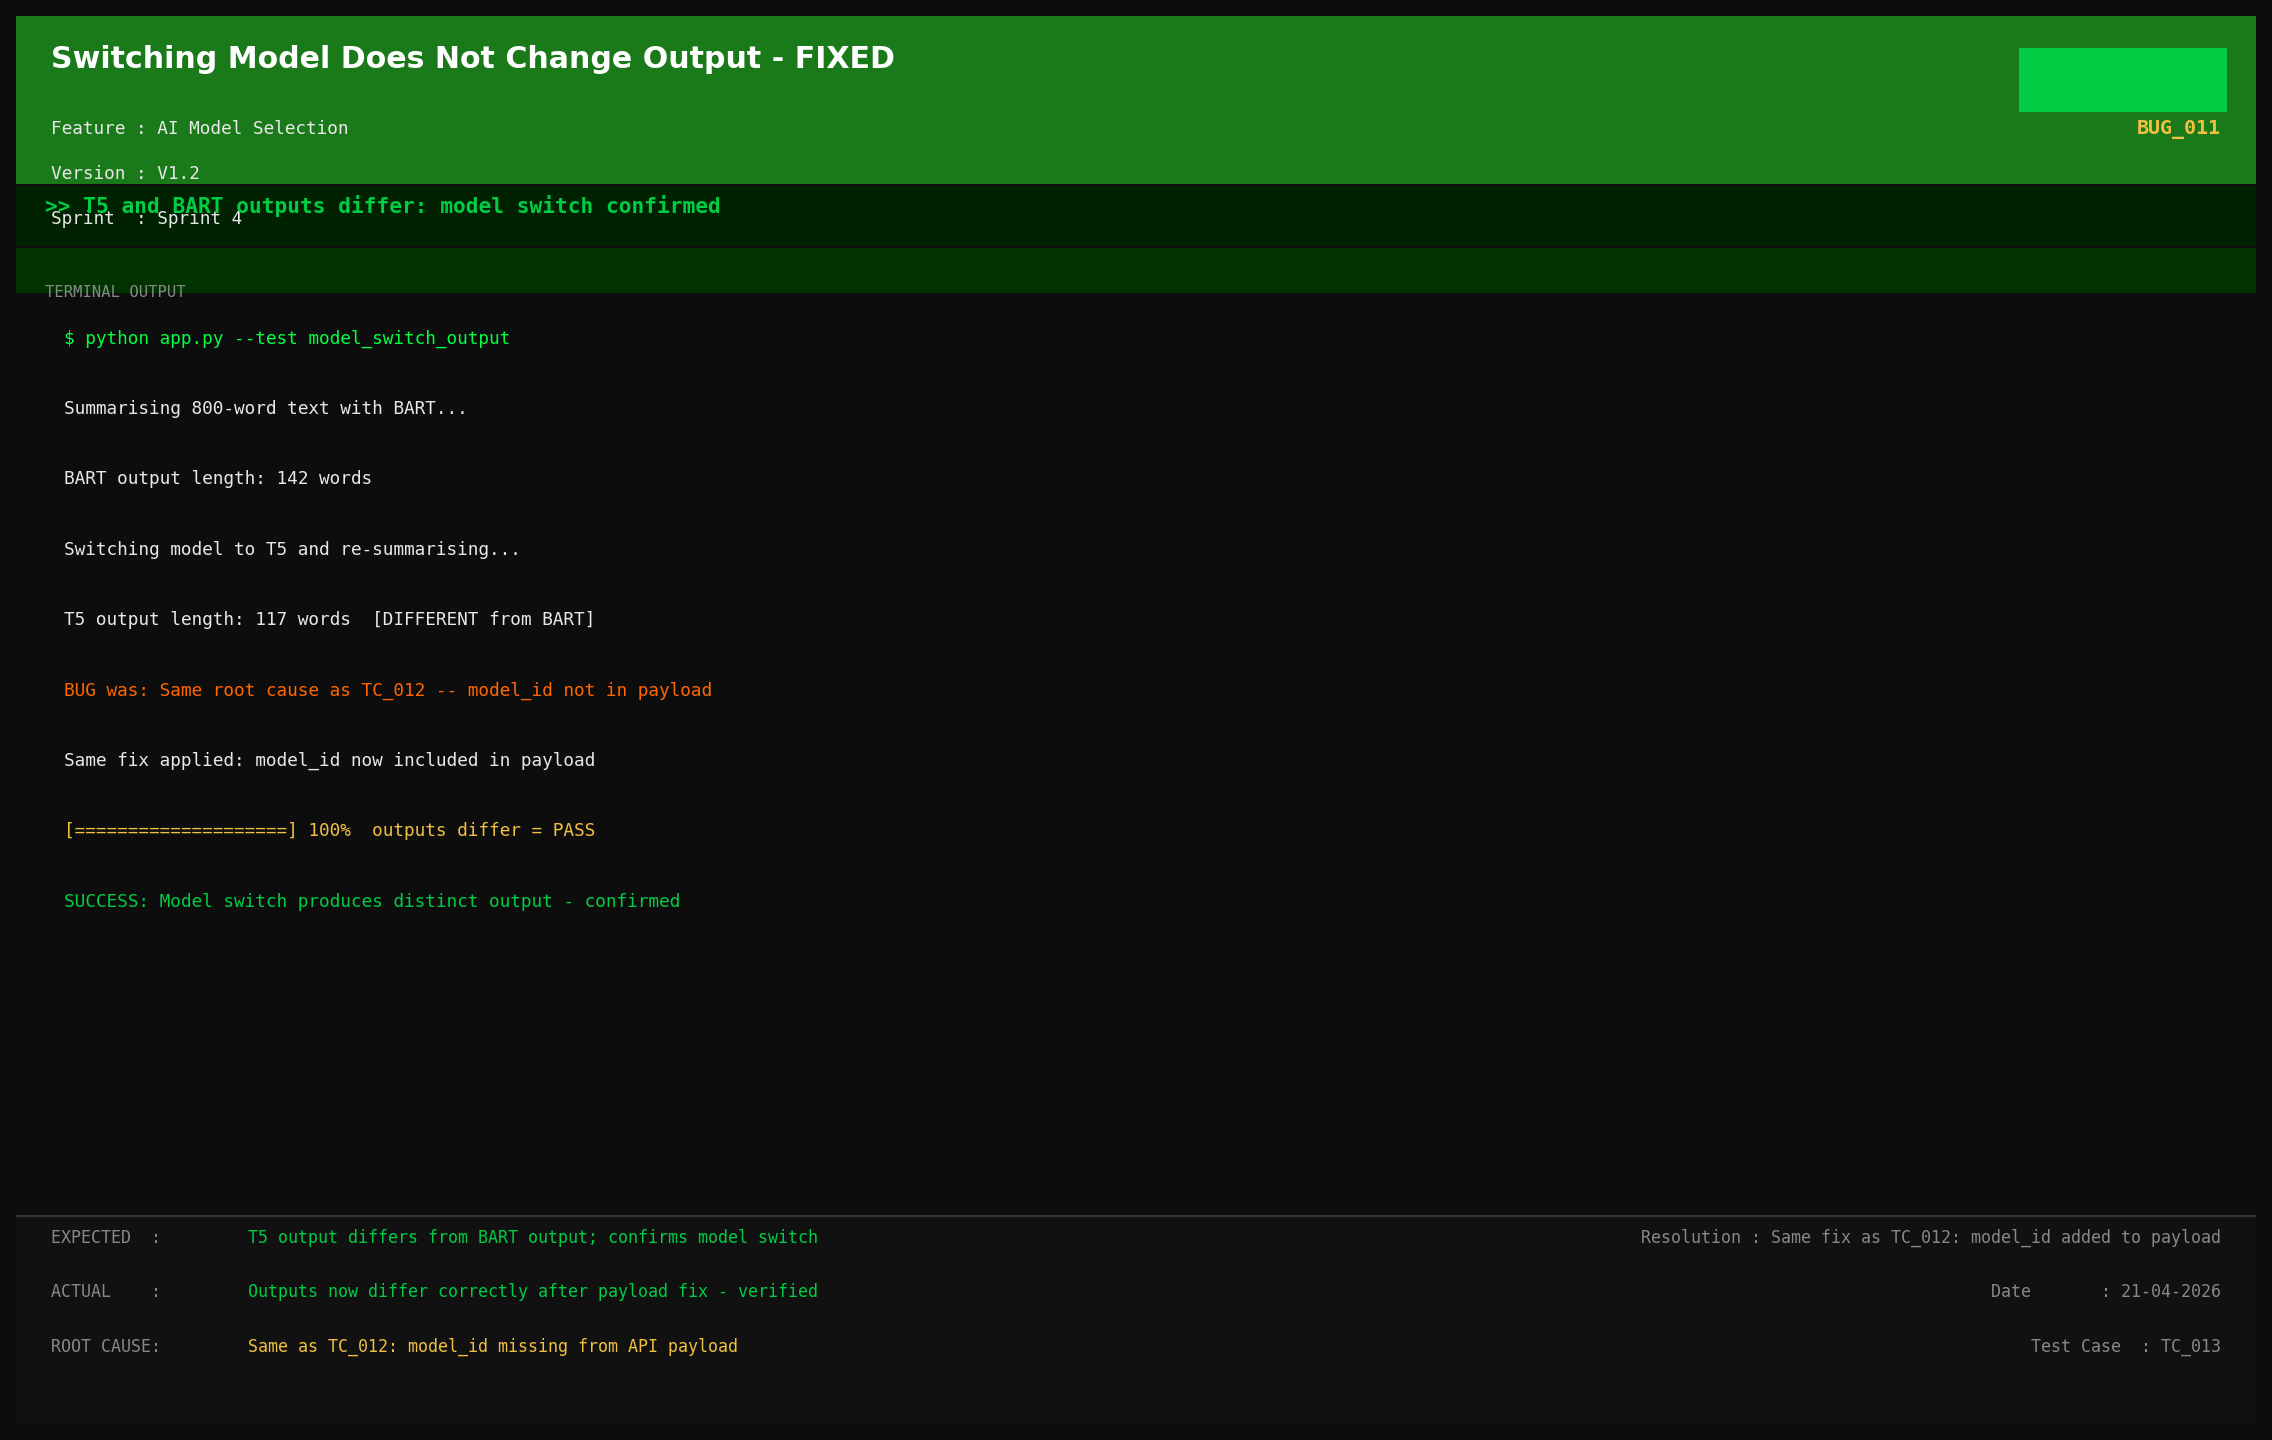 Switching Model Does Not Change Output - FIXED
Feature : AI Model Selection
BUG_011
Version : V1.2
>> T5 and BART outputs differ: model switch confirmed
Sprint  : Sprint 4
TERMINAL OUTPUT
$ python app.py --test model_switch_output
Summarising 800-word text with BART...
BART output length: 142 words
Switching model to T5 and re-summarising...
T5 output length: 117 words  [DIFFERENT from BART]
BUG was: Same root cause as TC_012 -- model_id not in payload
Same fix applied: model_id now included in payload
[====================] 100%  outputs differ = PASS
SUCCESS: Model switch produces distinct output - confirmed
EXPECTED  : T5 output differs from BART output; confirms model switch
Resolution : Same fix as TC_012: model_id added to payload
ACTUAL    : Outputs now differ correctly after payload fix - verified
Date       : 21-04-2026
ROOT CAUSE: Same as TC_012: model_id missing from API payload
Test Case  : TC_013